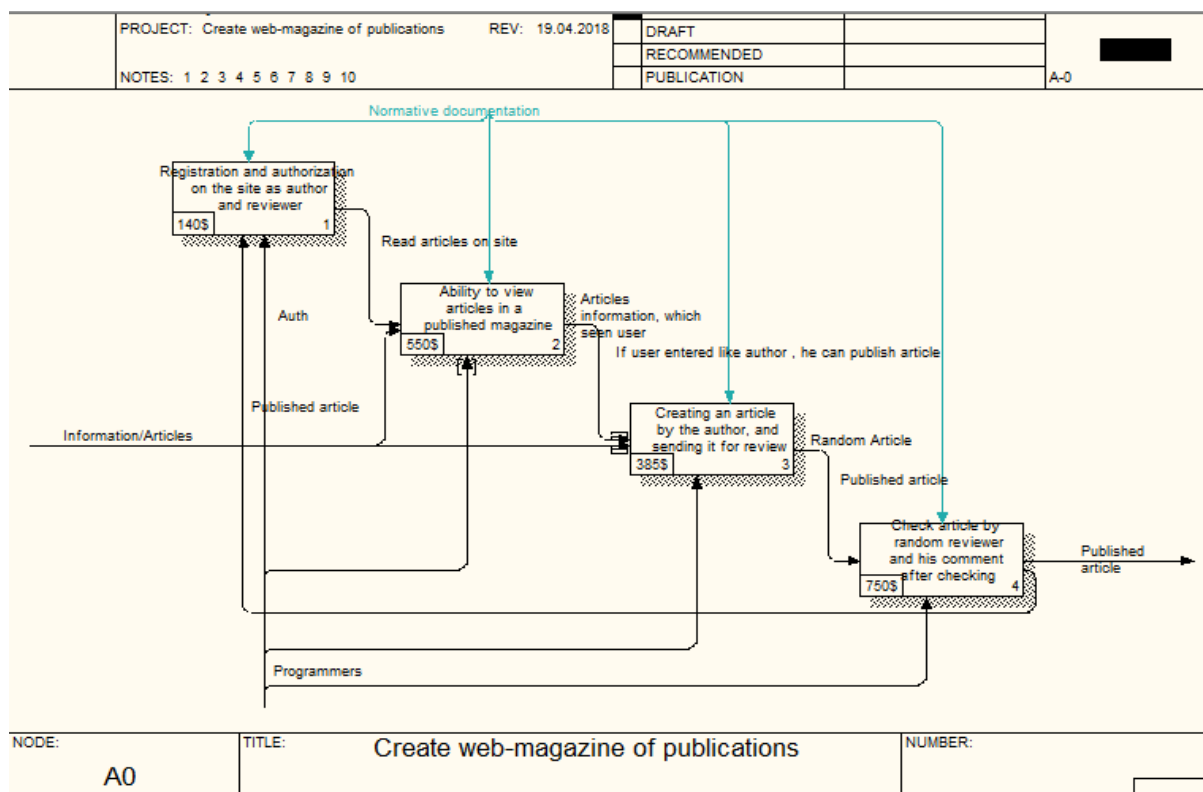 PROJECT: Create web-magazine of publications
REV: 19.04.2018
NOTES: 1 2 3 4 5 6 7 8 9 10
DRAFT
RECOMMENDED
PUBLICATION
A-0
Normative documentation
Registration and authorization
on the site as author
and reviewer
140$
1
Read articles on site
Ability to view
articles in a
published magazine
550$
2
Articles
information, which
seen user
Auth
If user entered like author , he can publish article
Published article
Information/Articles
Creating an article
by the author, and
sending it for review
385$
3
Random Article
Published article
Check article by
random reviewer
and his comment
after checking
750$
4
Published
article
Programmers
NODE:
A0
TITLE:
Create web-magazine of publications
NUMBER: